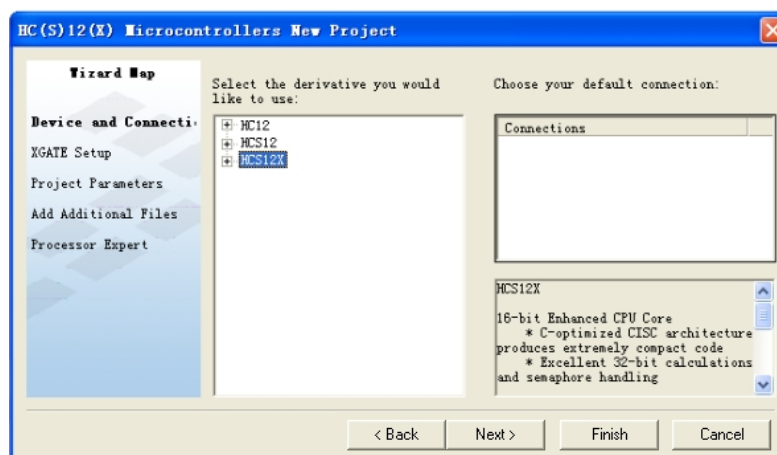 HC(S)12(X) Microcontrollers New Project
Wizard Map
Device and Connecti
XGATE Setup
Project Parameters
Add Additional Files
Processor Expert
Select the derivative you would
like to use:
HC12
HCS12
HCS12X
Choose your default connection:
Connections
HCS12X
16-bit Enhanced CPU Core
* C-optimized CISC architecture
produces extremely compact code
* Excellent 32-bit calculations
and semaphore handling
< Back
Next >
Finish
Cancel